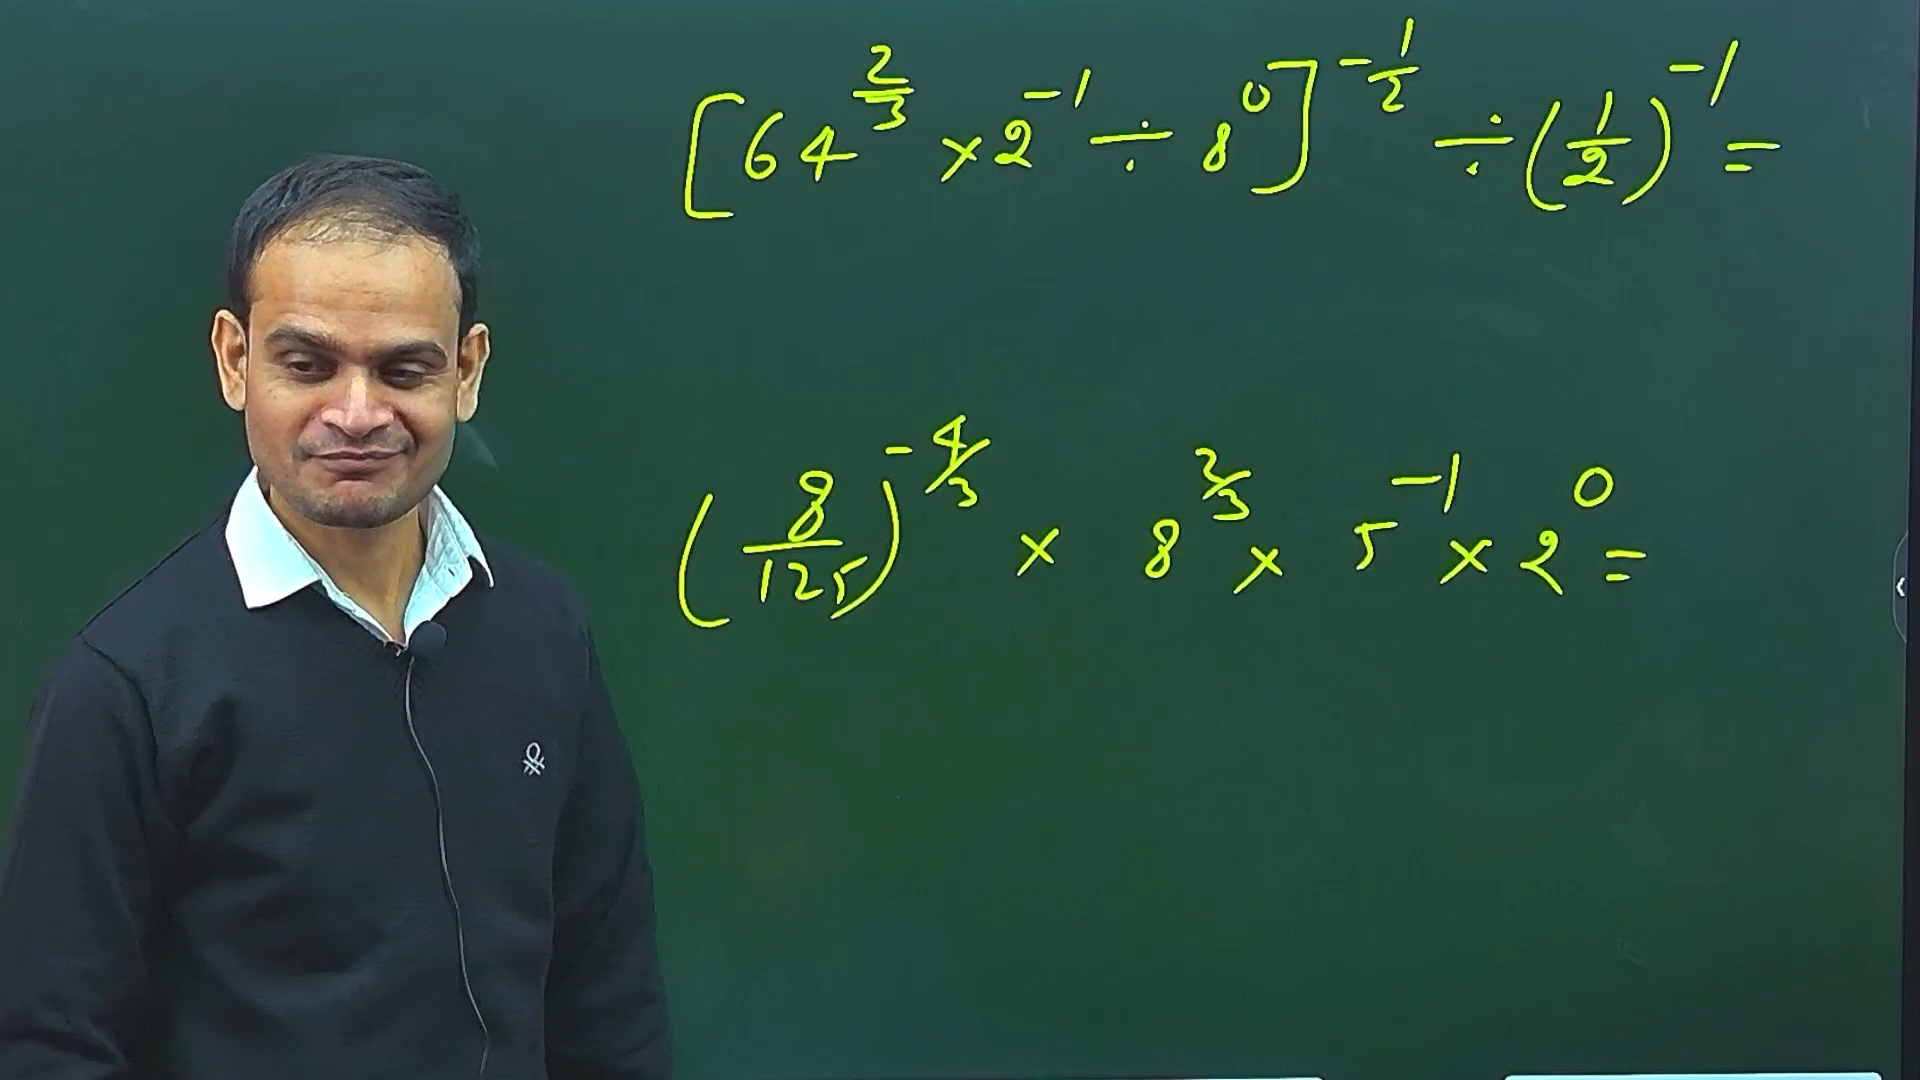 [64^{2/3} × 2^{-1} ÷ 8^0]^{-1/2} ÷ (1/2)^{-1} =
(8/125)^{-4/3} × 8^{2/3} × 5^{-1} × 2^0 =